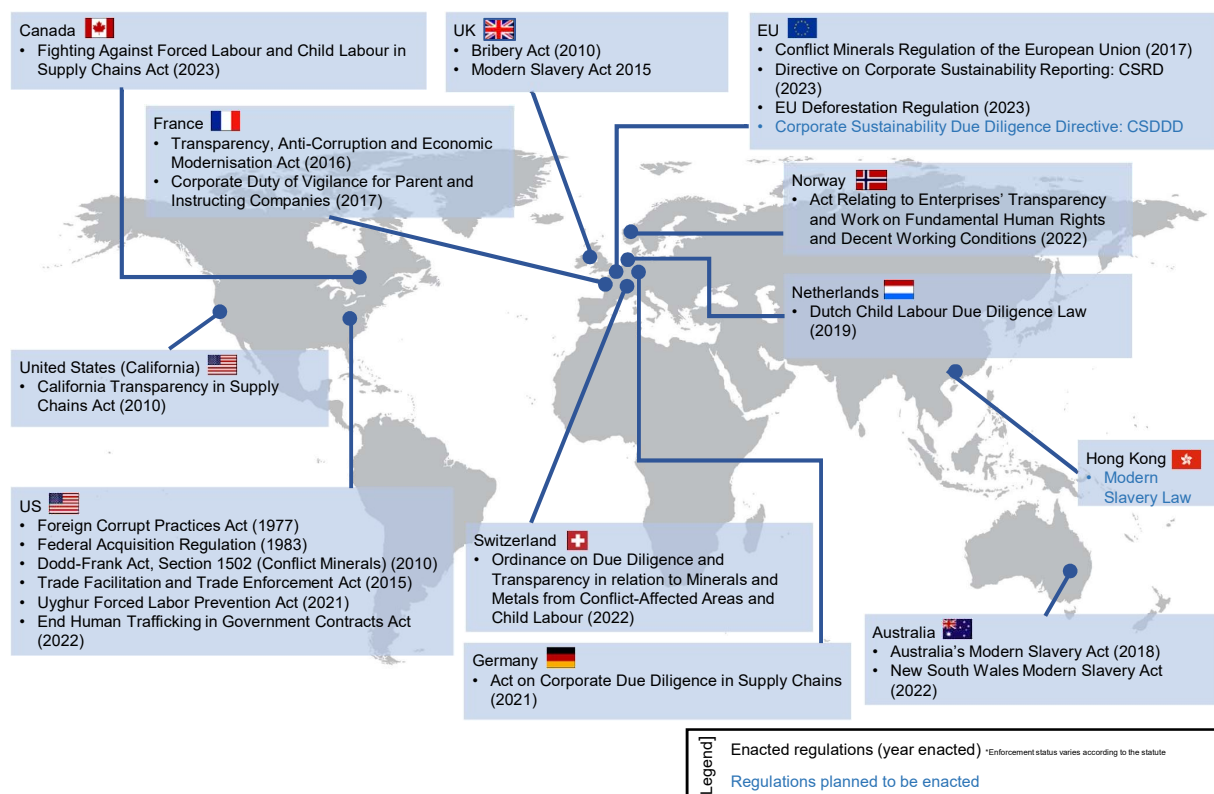 Canada
• Fighting Against Forced Labour and Child Labour in
Supply Chains Act (2023)
UK
• Bribery Act (2010)
• Modern Slavery Act 2015
EU
• Conflict Minerals Regulation of the European Union (2017)
• Directive on Corporate Sustainability Reporting: CSRD
(2023)
• EU Deforestation Regulation (2023)
• Corporate Sustainability Due Diligence Directive: CSDDD
France
• Transparency, Anti-Corruption and Economic
Modernisation Act (2016)
• Corporate Duty of Vigilance for Parent and
Instructing Companies (2017)
Norway
• Act Relating to Enterprises' Transparency
and Work on Fundamental Human Rights
and Decent Working Conditions (2022)
Netherlands
• Dutch Child Labour Due Diligence Law
(2019)
United States (California)
• California Transparency in Supply
Chains Act (2010)
Hong Kong
• Modern
Slavery Law
US
• Foreign Corrupt Practices Act (1977)
• Federal Acquisition Regulation (1983)
• Dodd-Frank Act, Section 1502 (Conflict Minerals) (2010)
• Trade Facilitation and Trade Enforcement Act (2015)
• Uyghur Forced Labor Prevention Act (2021)
• End Human Trafficking in Government Contracts Act
(2022)
Switzerland
• Ordinance on Due Diligence and
Transparency in relation to Minerals and
Metals from Conflict-Affected Areas and
Child Labour (2022)
Germany
• Act on Corporate Due Diligence in Supply Chains
(2021)
Australia
• Australia's Modern Slavery Act (2018)
• New South Wales Modern Slavery Act
(2022)
Legend]
Enacted regulations (year enacted) *Enforcement status varies according to the statute
Regulations planned to be enacted